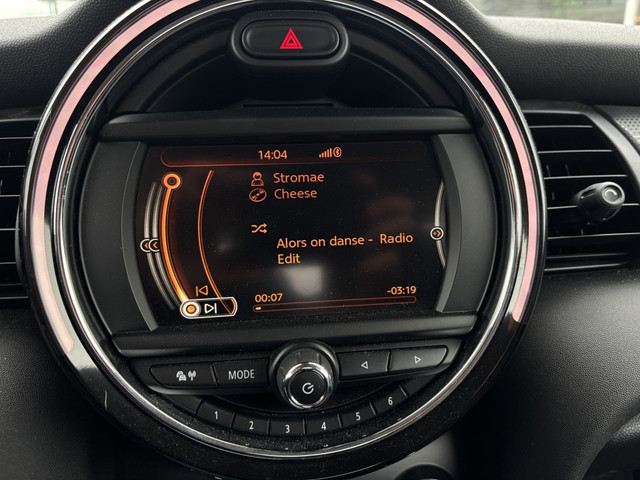 14:04
Stromae
Cheese
Alors on danse - Radio
Edit
00:07 -03:19
MODE
1 2 3 4 5 6